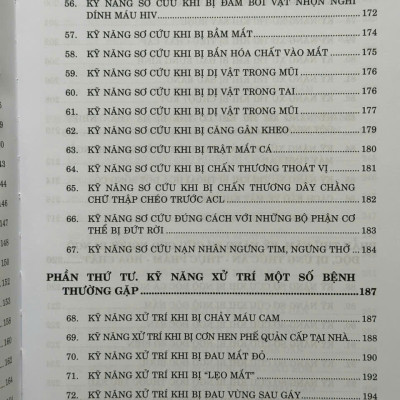 56. KỸ NĂNG SƠ CỨU KHI BỊ ĐÂM BỞI VẬT NHỌN NGHI
DÍNH MÁU HIV 172
57. KỸ NĂNG SƠ CỨU KHI BỊ BẦM MẮT 174
58. KỸ NĂNG SƠ CỨU KHI BỊ BẮN HÓA CHẤT VÀO MẮT 175
59. KỸ NĂNG SƠ CỨU KHI BỊ DỊ VẬT TRONG MŨI 176
60. KỸ NĂNG SƠ CỨU KHI BỊ DỊ VẬT TRONG TAI 176
61. KỸ NĂNG SƠ CỨU KHI BỊ DỊ VẬT TRONG MŨI 177
62. KỸ NĂNG SƠ CỨU KHI BỊ CĂNG GÂN KHEO 179
63. KỸ NĂNG SƠ CỨU KHI BỊ TRẬT MẮT CÁ 180
64. KỸ NĂNG SƠ CỨU KHI BỊ CHẤN THƯƠNG THOÁT VỊ 181
65. KỸ NĂNG SƠ CỨU KHI BỊ CHẤN THƯƠNG DÂY CHẰNG
CHỮ THẬP CHÉO TRƯỚC ACL 182
66. KỸ NĂNG SƠ CỨU ĐÚNG CÁCH VỚI NHỮNG BỘ PHẬN CƠ
THỂ BỊ ĐỨT RỜI 183
67. KỸ NĂNG SƠ CỨU NẠN NHÂN NGƯNG TIM, NGƯNG THỞ 184
PHẦN THỨ TƯ. KỸ NĂNG XỬ TRÍ MỘT SỐ BỆNH
THƯỜNG GẶP 187
68. KỸ NĂNG XỬ TRÍ KHI BỊ CHẢY MÁU CAM 187
69. KỸ NĂNG XỬ TRÍ KHI BỊ CƠN HEN PHẾ QUẢN CẤP TẠI NHÀ 188
70. KỸ NĂNG XỬ TRÍ KHI BỊ ĐAU MẮT ĐỎ 190
71. KỸ NĂNG XỬ TRÍ KHI BỊ "LẸO MẮT" 192
72. KỸ NĂNG XỬ TRÍ KHI BỊ ĐAU VÙNG SAU GÁY 194